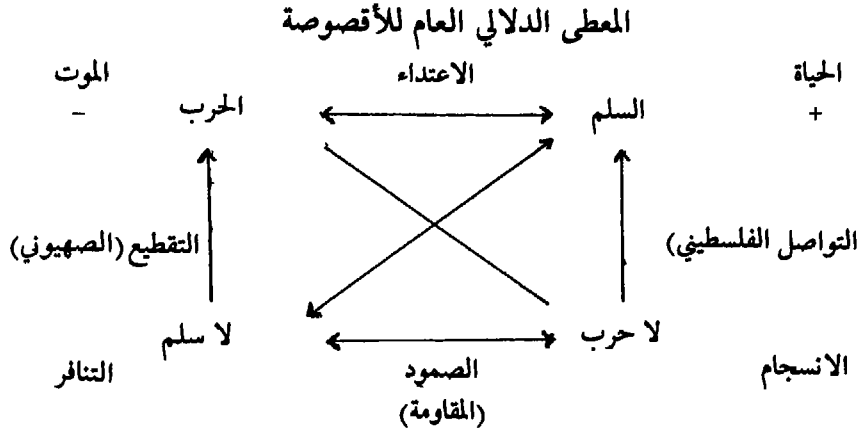 المعطى الدلالي العام للأقصوصة
الحياة الاعتداء الموت
+ السلم الحرب -
التواصل الفلسطيني) التقطيع (الصهيوني)
لا حرب لا سلم
الانسجام الصمود التنافر
(المقاومة)